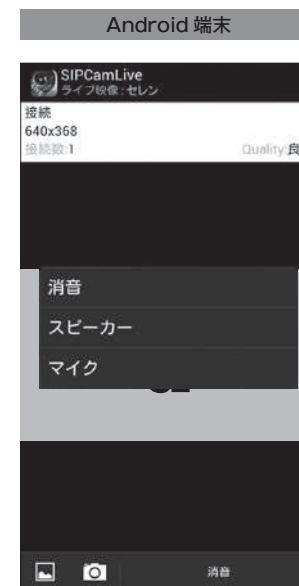 Android 端末
SIPCamLive
ライブ映像:セレン
接続
640x368
接続数:1 Quality:良
消音
スピーカー
マイク
消音